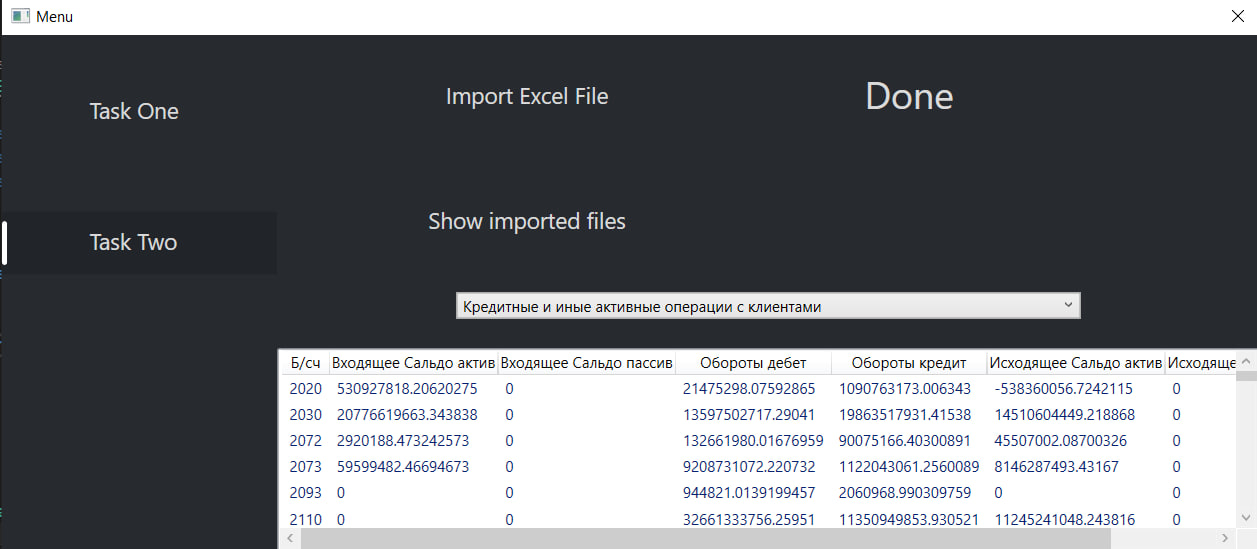 Menu
Task One
Import Excel File
Done
Task Two
Show imported files
Кредитные и иные активные операции с клиентами
Б/сч Входящее Сальдо актив Входящее Сальдо пассив Обороты дебет Обороты кредит Исходящее Сальдо актив Исходяще
2020 530927818.20620275 0 21475298.07592865 1090763173.006343 -538360056.7242115 0
2030 20776619663.343838 0 13597502717.29041 19863517931.41538 14510604449.218868 0
2072 2920188.473242573 0 132661980.01676959 90075166.40300891 45507002.08700326 0
2073 59599482.46694673 0 9208731072.220732 1122043061.2560089 8146287493.43167 0
2093 0 944821.0139199457 2060968.990309759 0 0
2110 0 32661333756.25951 11350949853.930521 11245241048.243816 0